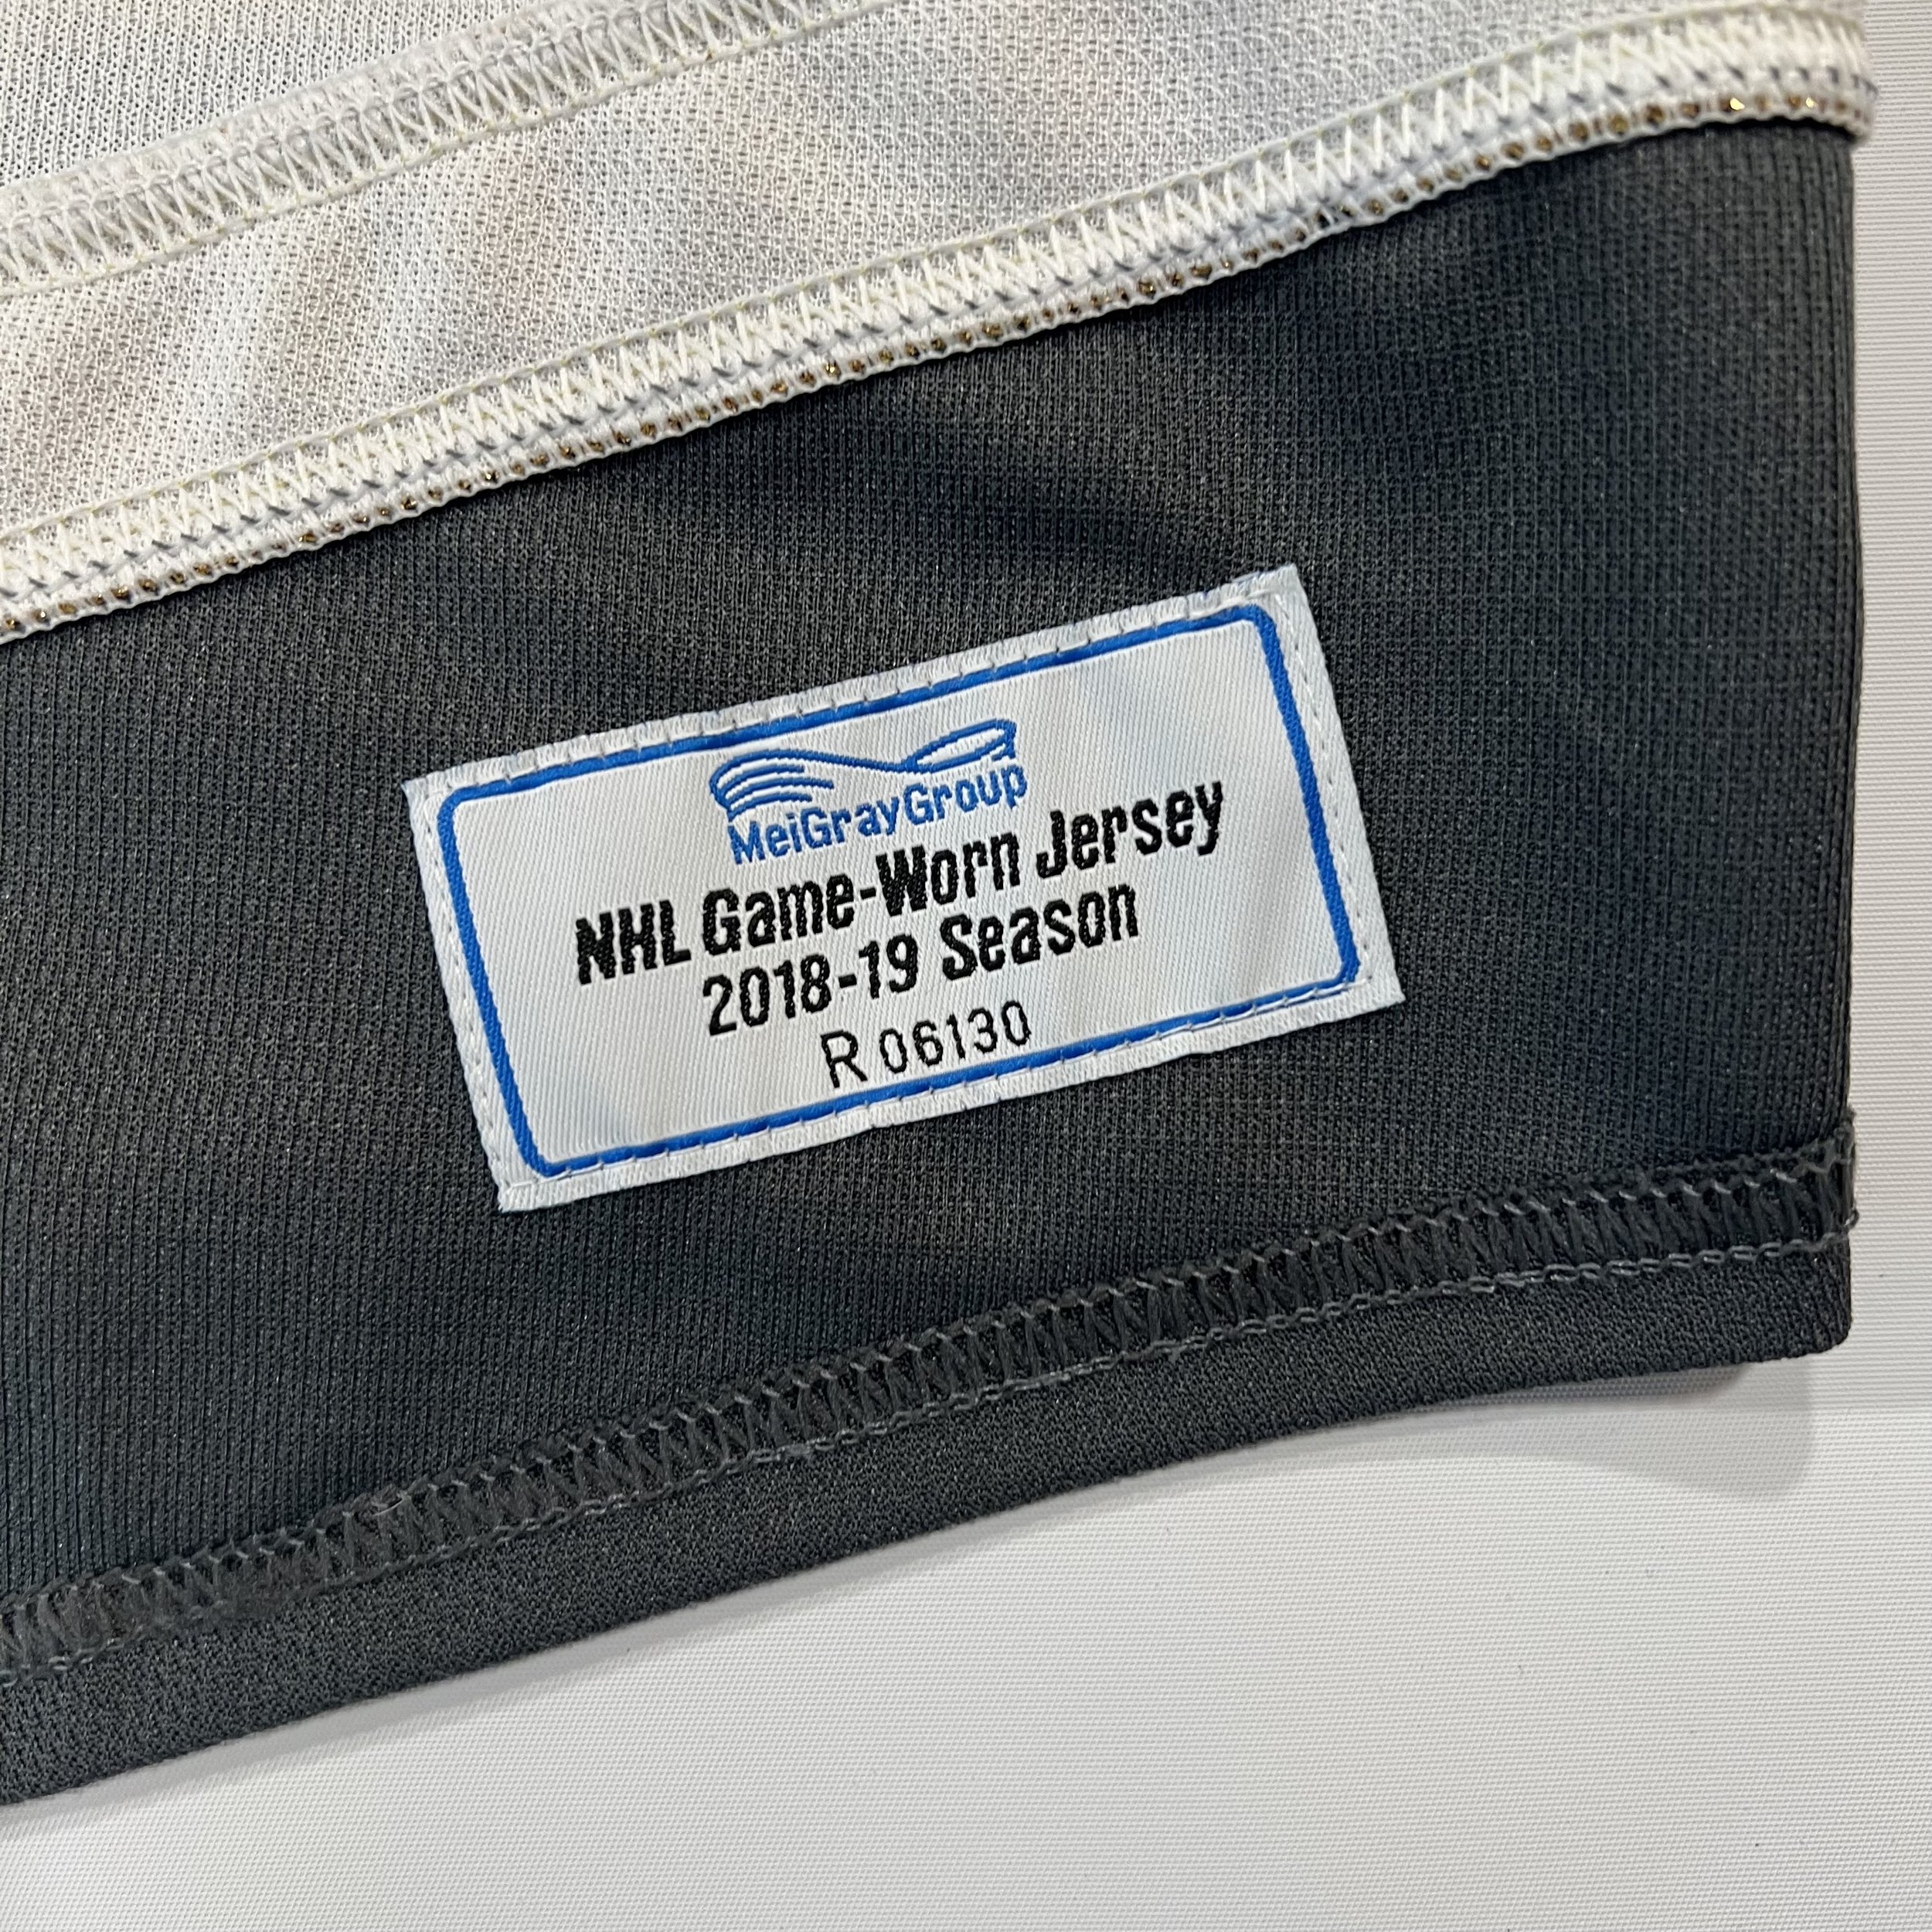 MeiGrayGroup
NHL Game-Worn Jersey
2018-19 Season
R 06130